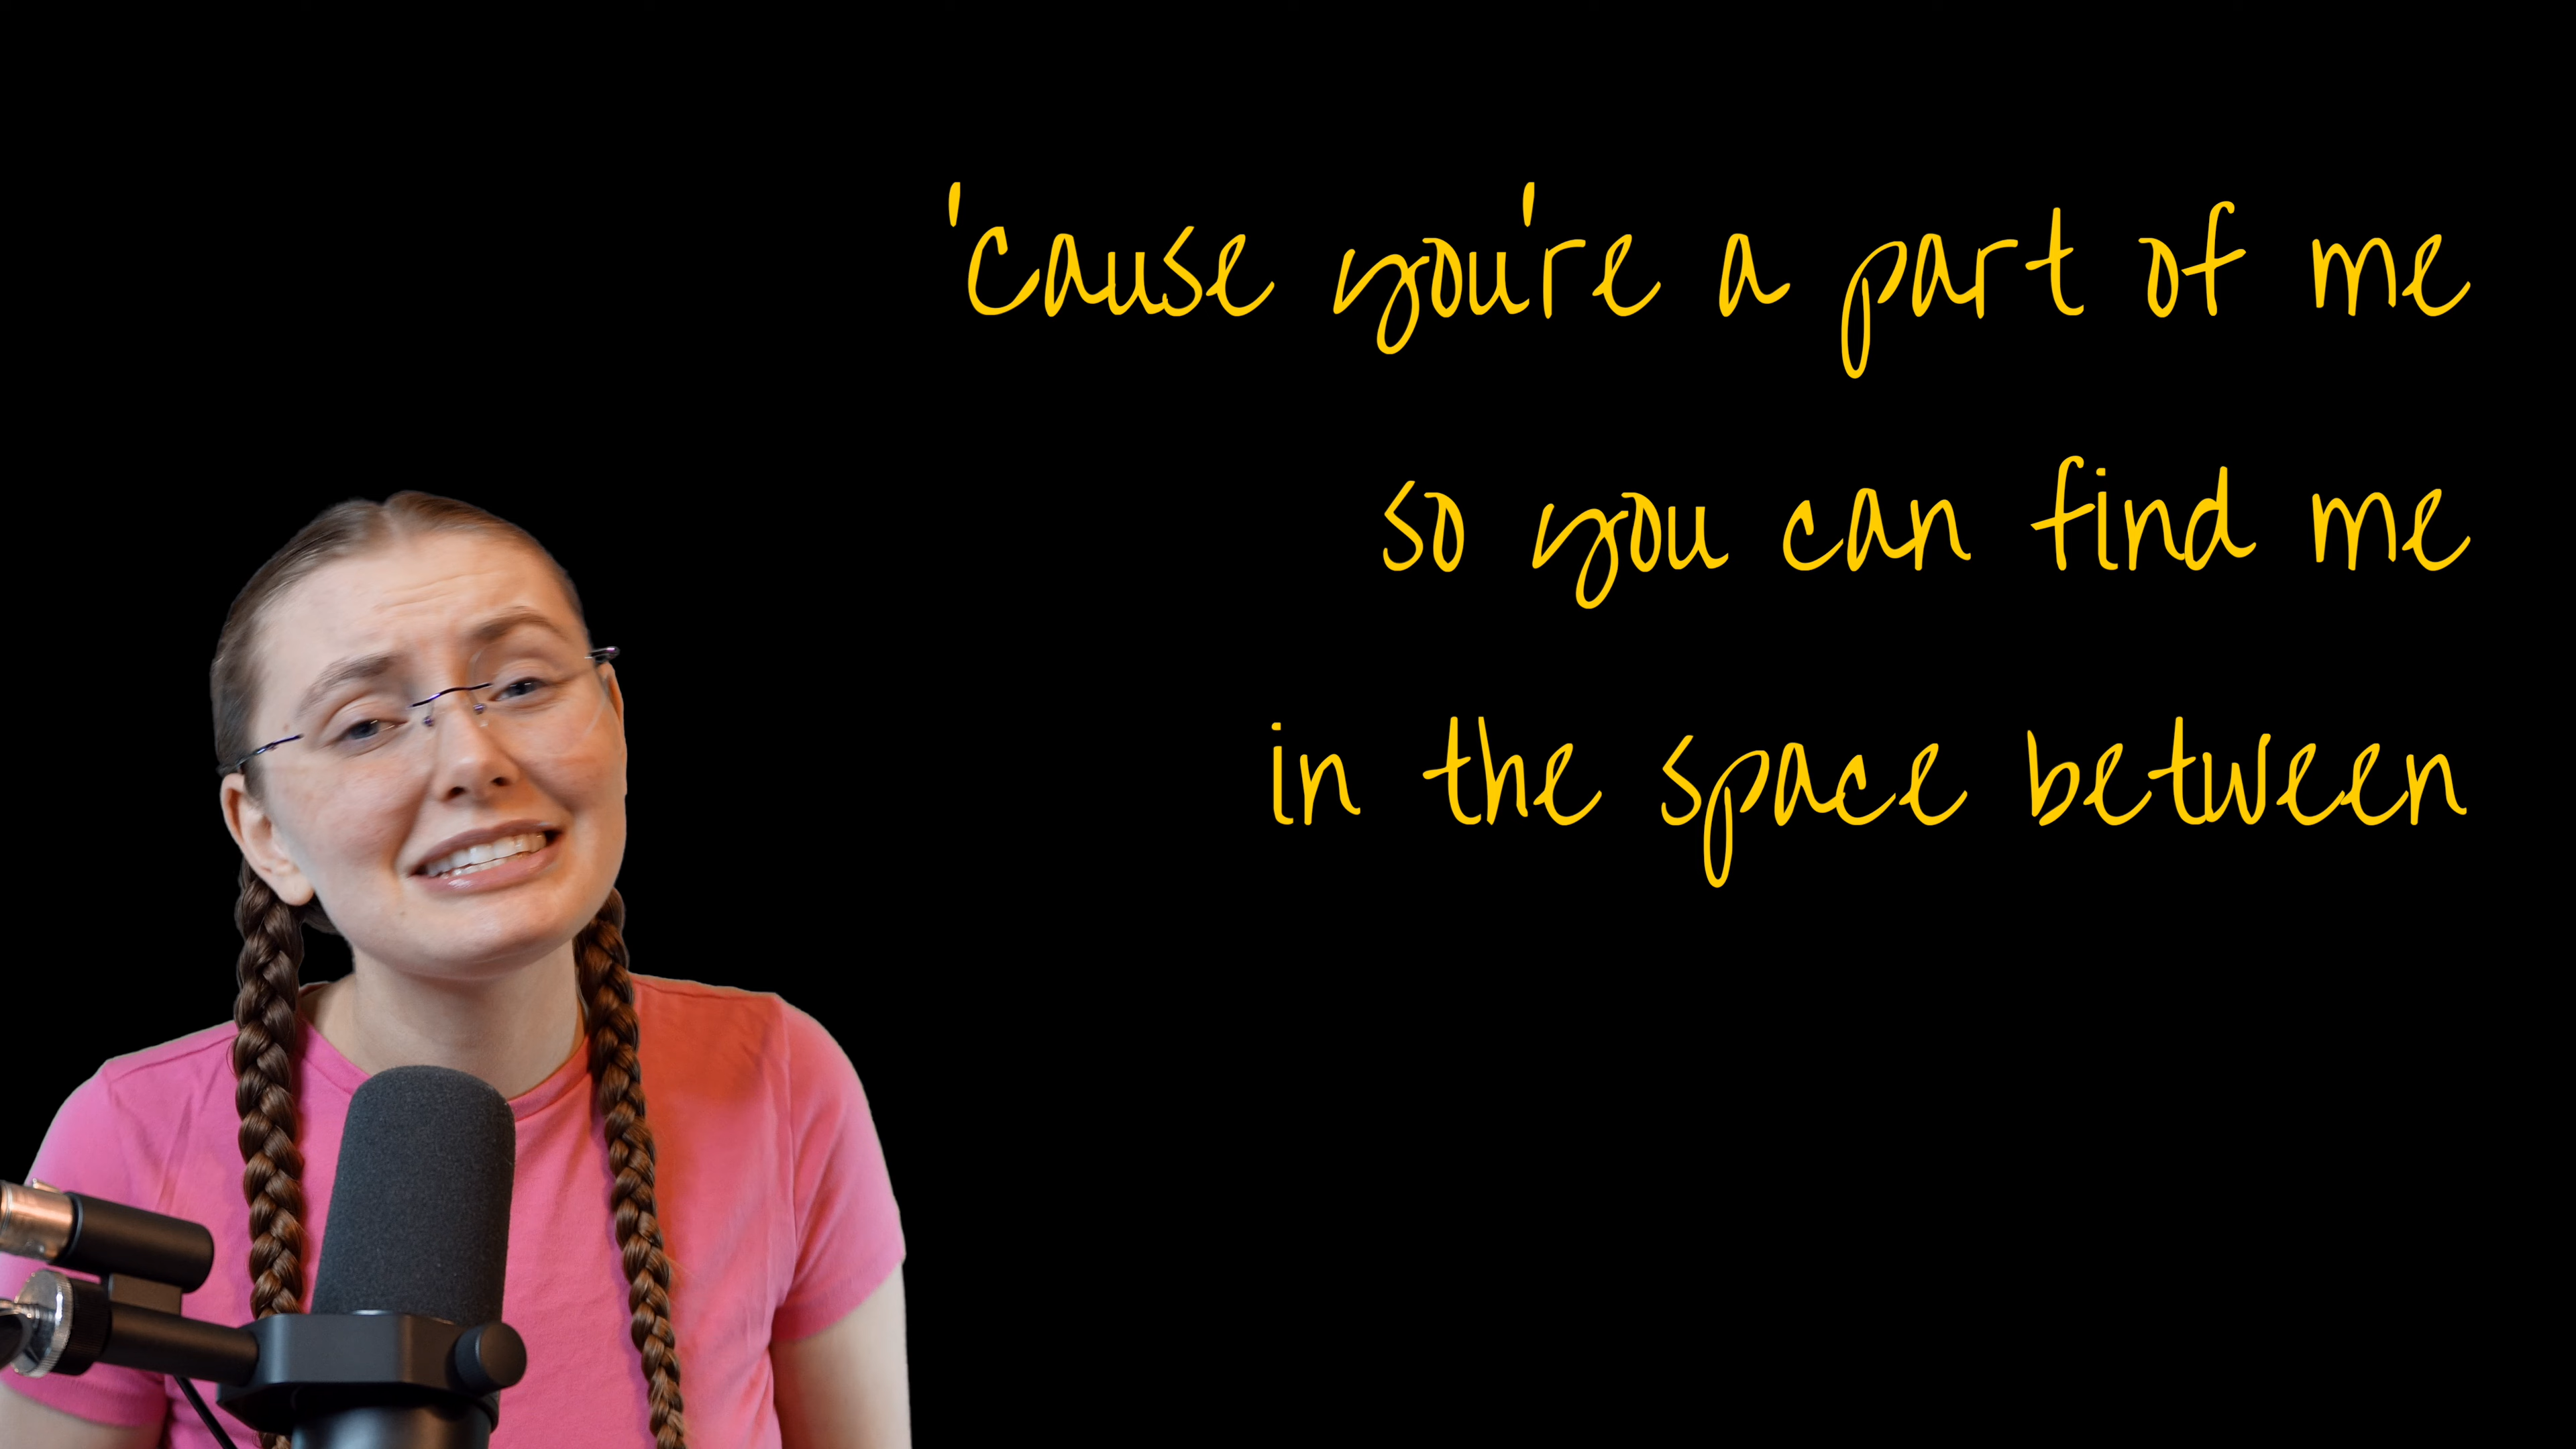 'cause you're a part of me
so you can find me
in the space between